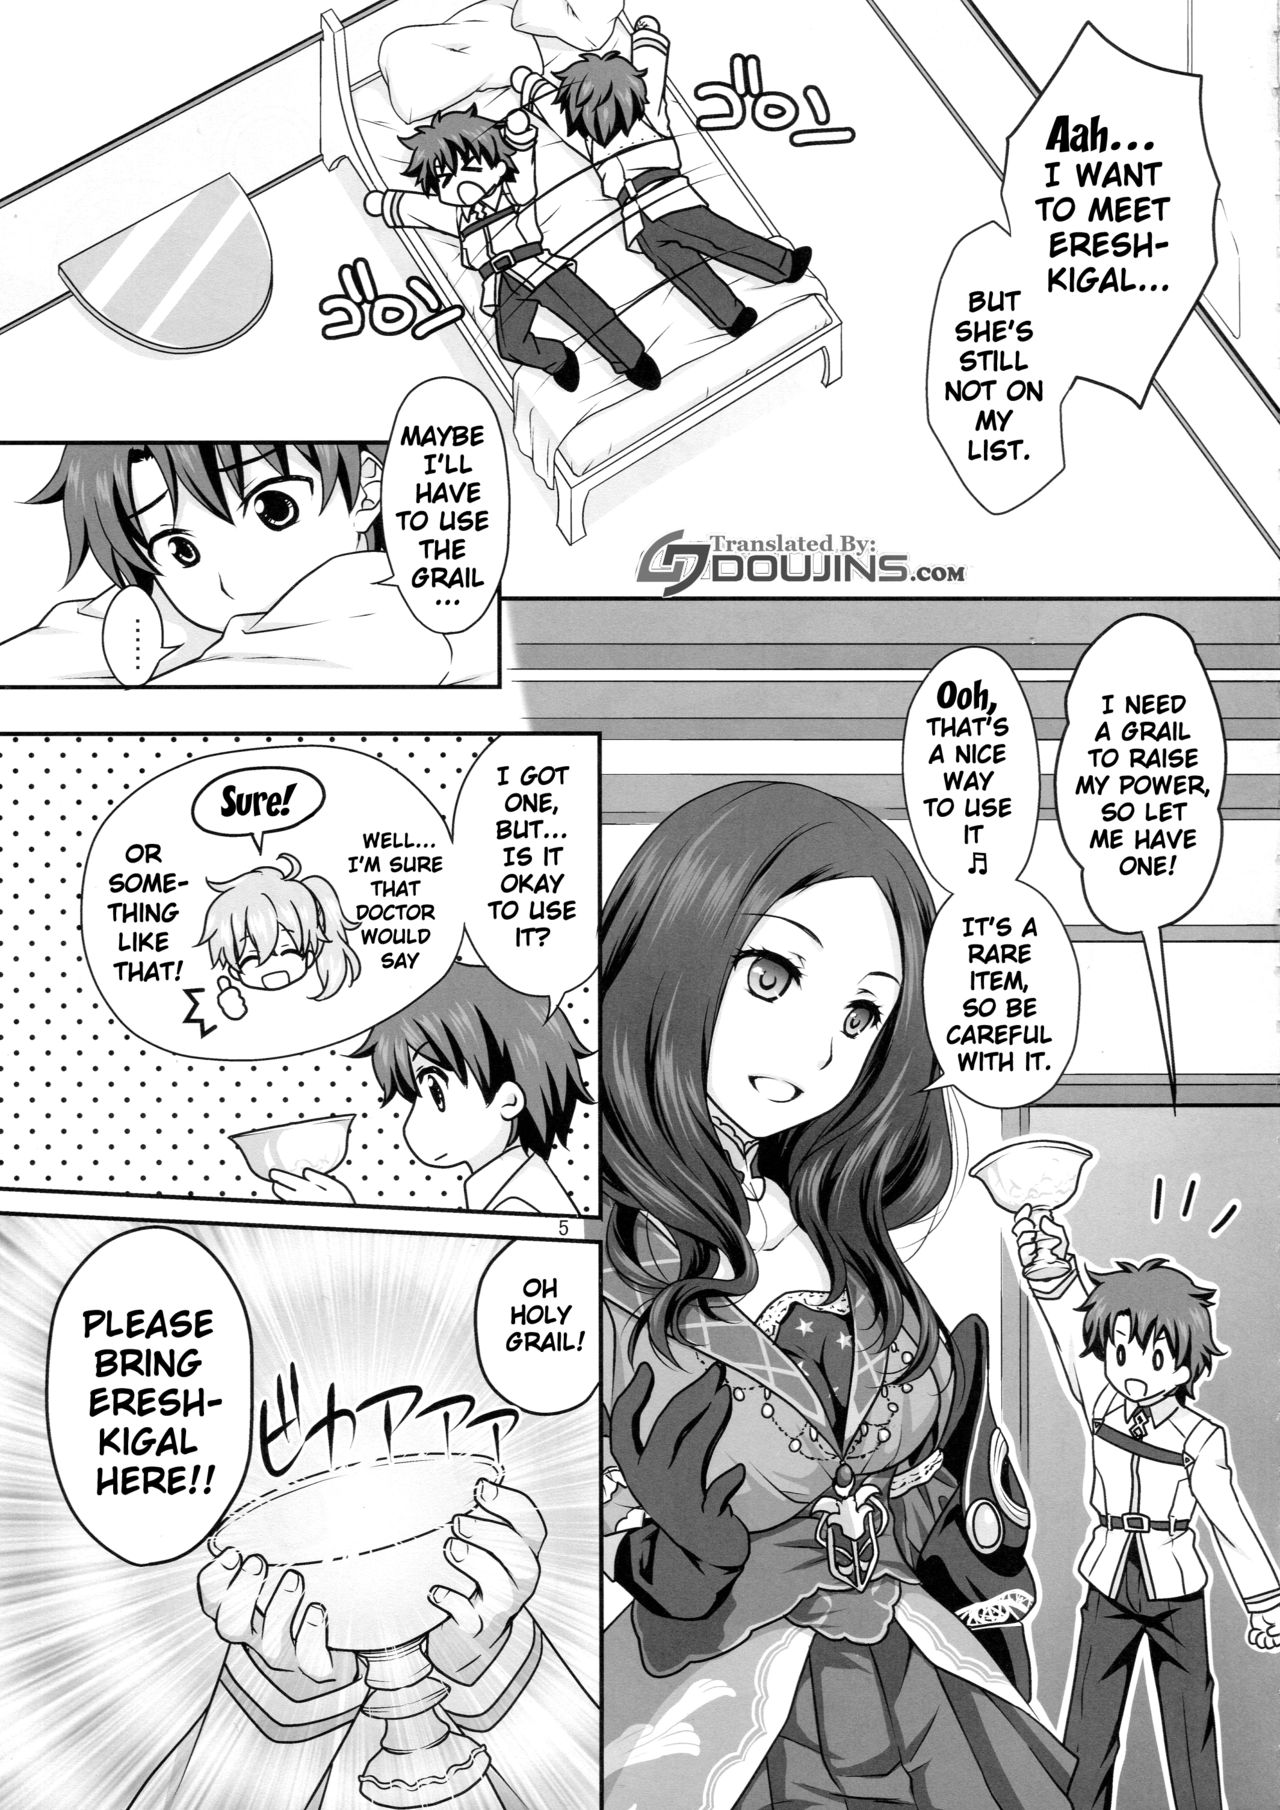 Aah...
I WANT
TO MEET
ERESH-
KIGAL...
BUT
SHE'S
STILL
NOT ON
MY
LIST.
ゴロン
ゴロン
MAYBE
I'LL
HAVE
TO USE
THE
GRAIL
...
......
Translated By:
DOUJINS.COM
I NEED
A GRAIL
TO RAISE
MY POWER,
SO LET
ME HAVE
ONE!
Ooh,
THAT'S
A NICE
WAY
TO USE
IT
♬
IT'S A
RARE
ITEM,
SO BE
CAREFUL
WITH IT.
I GOT
ONE,
BUT...
IS IT
OKAY
TO USE
IT?
WELL...
I'M SURE
THAT
DOCTOR
WOULD
SAY
Sure!
OR
SOME-
THING
LIKE
THAT!
5
OH
HOLY
GRAIL!
PLEASE
BRING
ERESH-
KIGAL
HERE!!
ピカアアア